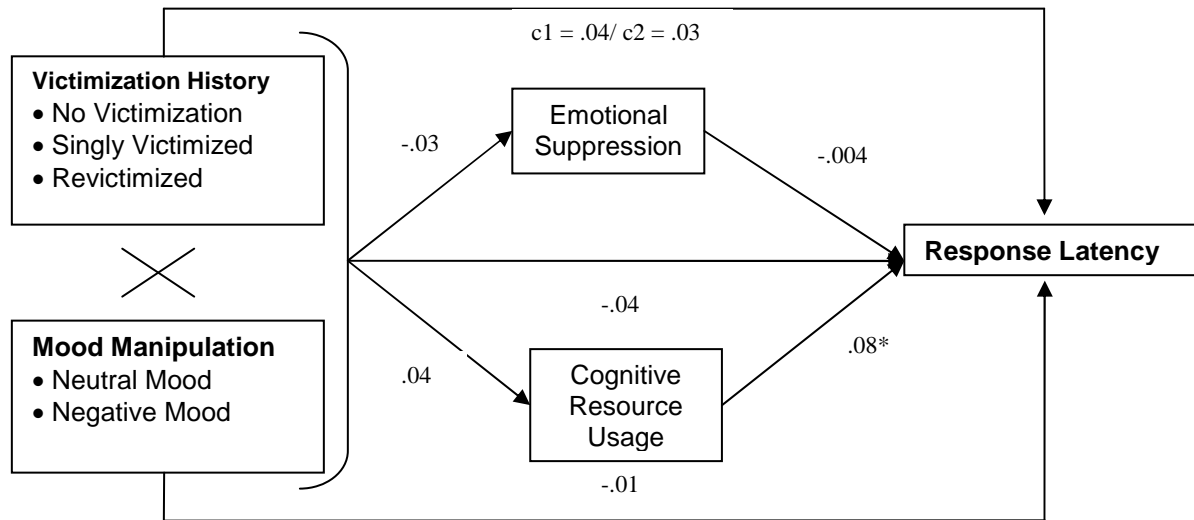 c1 = .04/ c2 = .03
Victimization History
• No Victimization
• Singly Victimized
• Revictimized
Emotional
Suppression
-.03
-.004
Response Latency
-.04
Mood Manipulation
• Neutral Mood
• Negative Mood
.04
.08*
Cognitive
Resource
Usage
-.01